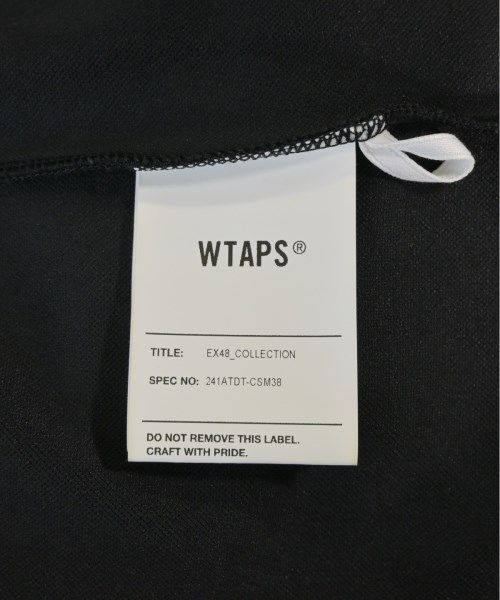 WTAPS®
TITLE: EX48_COLLECTION
SPEC NO: 241ATDT-CSM38
DO NOT REMOVE THIS LABEL.
CRAFT WITH PRIDE.